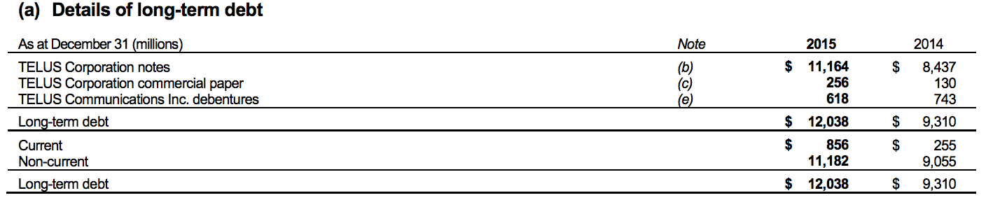 (a) Details of long-term debt
As at December 31 (millions) Note 2015 2014
TELUS Corporation notes (b) $ 11,164 $ 8,437
TELUS Corporation commercial paper (c) 256 130
TELUS Communications Inc. debentures (e) 618 743
Long-term debt $ 12,038 $ 9,310
Current $ 856 $ 255
Non-current 11,182 9,055
Long-term debt $ 12,038 $ 9,310